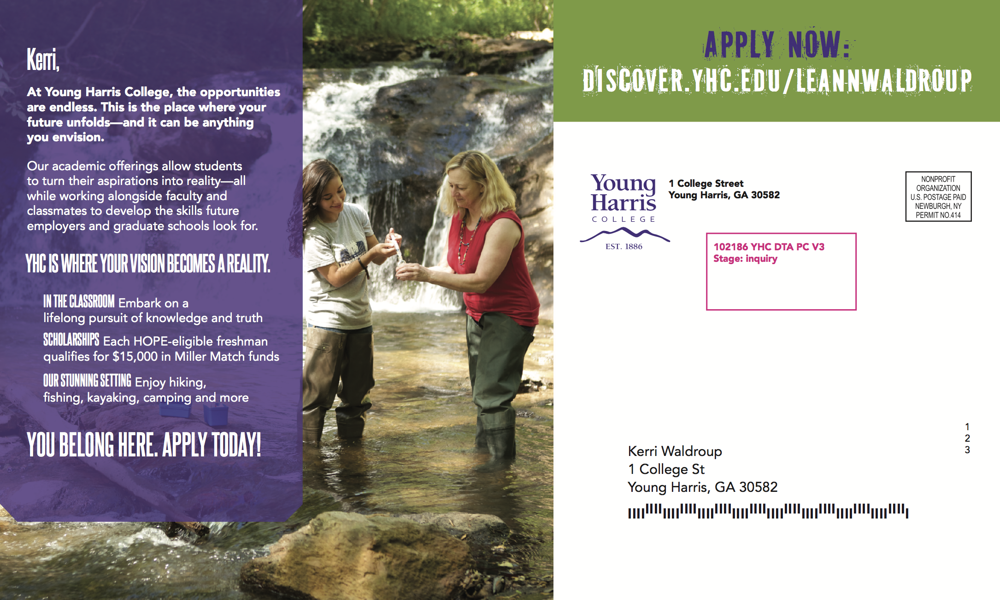 Kerri,
At Young Harris College, the opportunities
are endless. This is the place where your
future unfolds—and it can be anything
you envision.
Our academic offerings allow students
to turn their aspirations into reality—all
while working alongside faculty and
classmates to develop the skills future
employers and graduate schools look for.
YHC IS WHERE YOUR VISION BECOMES A REALITY.
IN THE CLASSROOM Embark on a
lifelong pursuit of knowledge and truth
SCHOLARSHIPS Each HOPE-eligible freshman
qualifies for $15,000 in Miller Match funds
OUR STUNNING SETTING Enjoy hiking,
fishing, kayaking, camping and more
YOU BELONG HERE. APPLY TODAY!
APPLY NOW:
DISCOVER.YHC.EDU/LEANNWALDROUP
Young
Harris
COLLEGE
EST. 1886
1 College Street
Young Harris, GA 30582
NONPROFIT
ORGANIZATION
U.S. POSTAGE PAID
NEWBURGH, NY
PERMIT NO.414
102186 YHC DTA PC V3
Stage: inquiry
1
2
3
Kerri Waldroup
1 College St
Young Harris, GA 30582